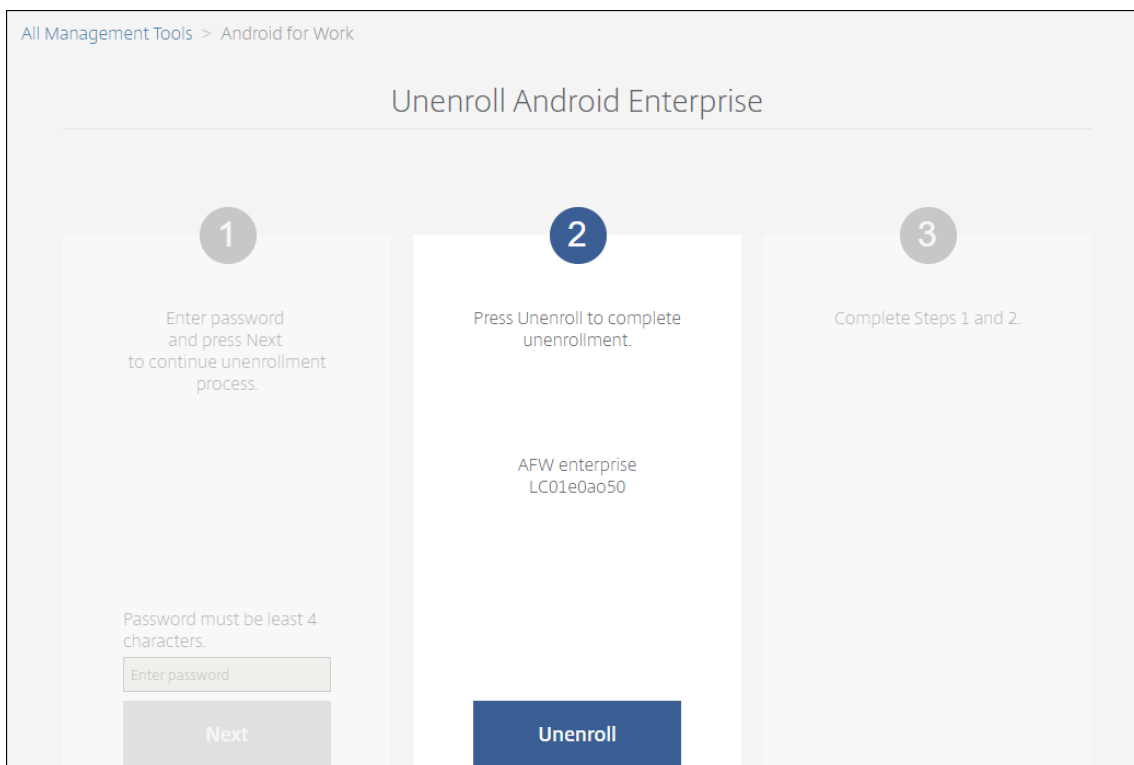 All Management Tools > Android for Work
Unenroll Android Enterprise
1
Enter password
and press Next
to continue unenrollment
process.
Password must be least 4
characters.
Enter password
Next
2
Press Unenroll to complete
unenrollment.
AFW enterprise
LC01e0ao50
Unenroll
3
Complete Steps 1 and 2.